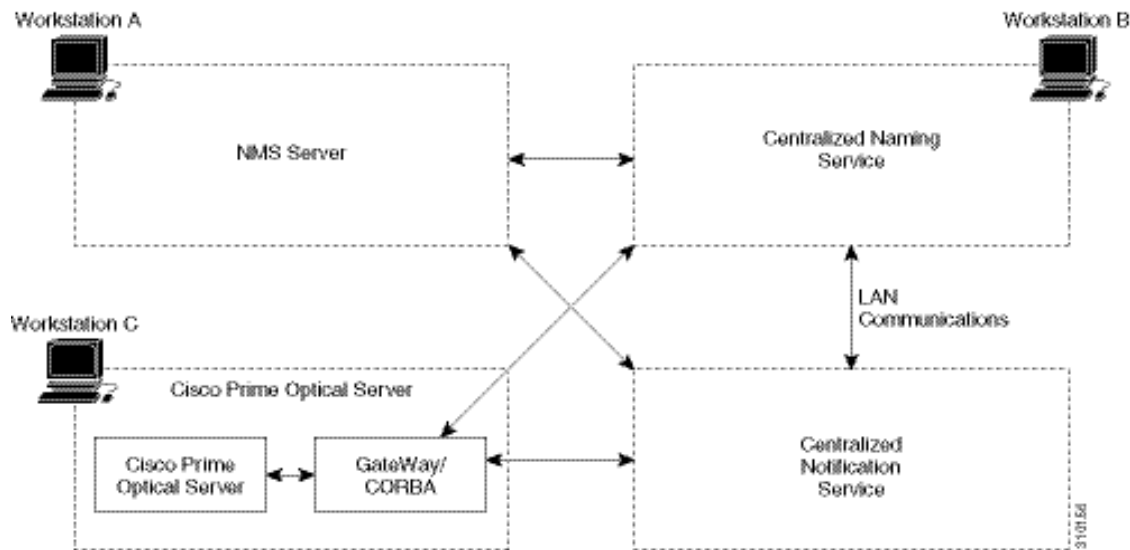 Workstation A
Workstation B
NMS Server
Centralized Naming
Service
LAN
Communications
Workstation C
Cisco Prime Optical Server
Cisco Prime
Optical Server
GateWay/
CORBA
Centralized
Notification
Service
310154